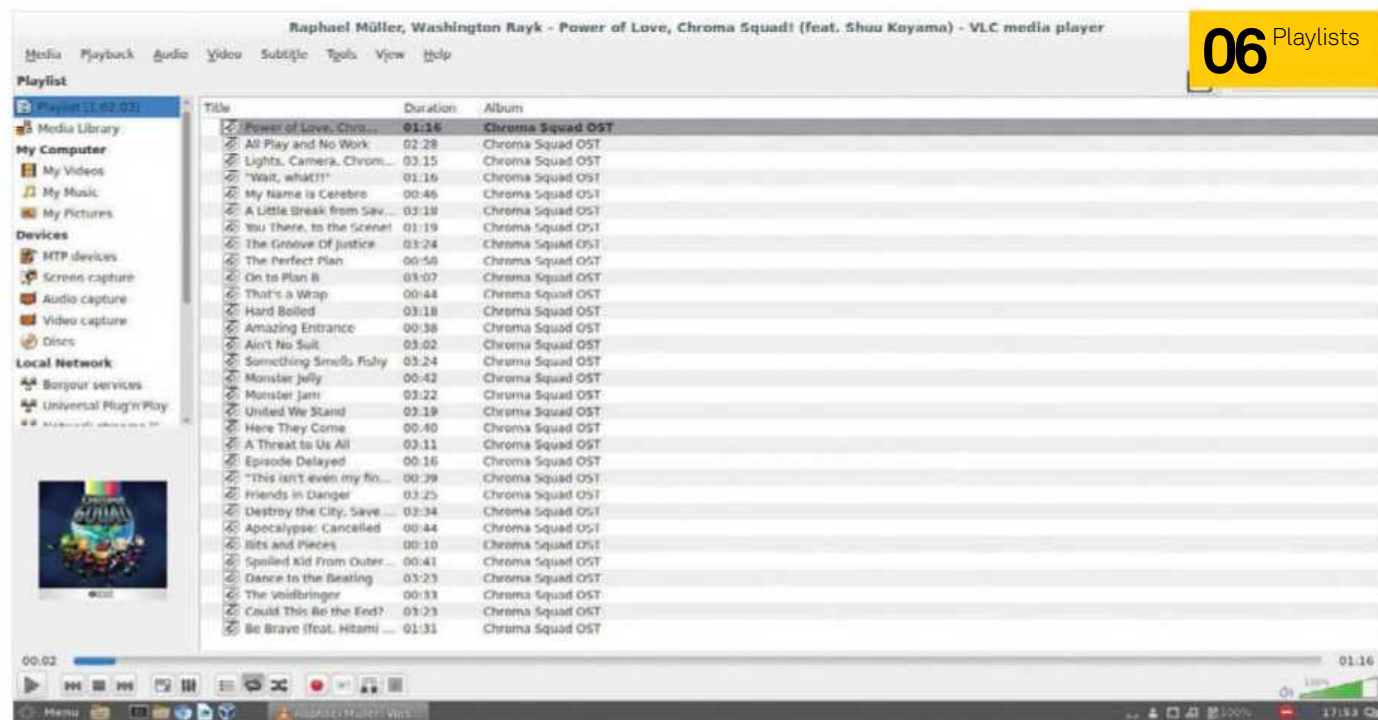 Raphael Müller, Washington Rayk - Power of Love, Chroma Squad! (feat. Shuu Koyama) - VLC media player
06 Playlists
Media Playback Audio Video Subtitle Tools View Help
Playlist
Playlist [1:02:03]
Media Library
My Computer
My Videos
My Music
My Pictures
Devices
MTP devices
Screen capture
Audio capture
Video capture
Discs
Local Network
Bonjour services
Universal Plug'n'Play
Title Duration Album
Power of Love, Chro... 01:16 Chroma Squad OST
All Play and No Work 02:28 Chroma Squad OST
Lights, Camera, Chrom... 03:15 Chroma Squad OST
"Wait, what?!" 01:16 Chroma Squad OST
My Name is Cerebro 00:46 Chroma Squad OST
A Little Break from Sav... 03:18 Chroma Squad OST
You There, to the Scene! 01:19 Chroma Squad OST
The Groove Of Justice 03:24 Chroma Squad OST
The Perfect Plan 00:50 Chroma Squad OST
On to Plan B 03:07 Chroma Squad OST
That's a Wrap 00:44 Chroma Squad OST
Hard Boiled 03:18 Chroma Squad OST
Amazing Entrance 00:38 Chroma Squad OST
Ain't No Suit 03:02 Chroma Squad OST
Something Smells Fishy 03:24 Chroma Squad OST
Monster Jelly 00:42 Chroma Squad OST
Monster Jam 03:22 Chroma Squad OST
United We Stand 03:19 Chroma Squad OST
Here They Come 00:40 Chroma Squad OST
A Threat to Us All 03:11 Chroma Squad OST
Episode Delayed 00:16 Chroma Squad OST
"This isn't even my fin... 00:39 Chroma Squad OST
Friends in Danger 03:25 Chroma Squad OST
Destroy the City, Save ... 03:34 Chroma Squad OST
Apocalypse: Cancelled 00:44 Chroma Squad OST
Bits and Pieces 00:10 Chroma Squad OST
Spoiled Kid From Outer... 00:41 Chroma Squad OST
Dance to the Beating 03:23 Chroma Squad OST
The Voidbringer 00:33 Chroma Squad OST
Could This Be the End? 03:23 Chroma Squad OST
Be Brave (feat. Hitami ... 01:31 Chroma Squad OST
CHROMA
SQUAD
00:02 01:16
100%
Menu Raphael Müller, Was... 100% 17:53